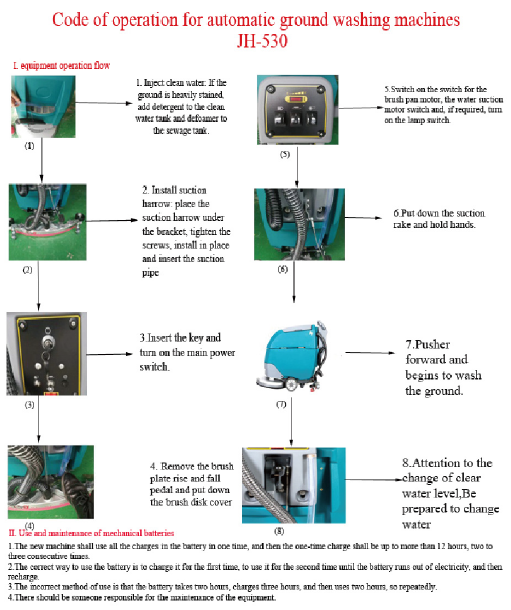 Code of operation for automatic ground washing machines
JH-530
I. equipment operation flow
1. Inject clean water. If the
ground is heavily stained,
add detergent to the clean
water tank and defoamer to
the sewage tank.
(1)
2. Install suction
harrow: place the
suction harrow under
the bracket, tighten the
screws, install in place
and insert the suction
pipe
(2)
3.Insert the key and
turn on the main power
switch.
(3)
4. Remove the brush
plate rise and fall
pedal and put down
the brush disk cover
(4)
5.Switch on the switch for the
brush pan motor, the water suction
motor switch and, if required, turn
on the lamp switch.
(5)
6.Put down the suction
rake and hold hands.
(6)
7.Pusher
forward and
begins to wash
the ground.
(7)
8.Attention to the
change of clear
water level,Be
prepared to change
water
(8)
II. Use and maintenance of mechanical batteries
1.The new machine shall use all the charges in the battery in one time, and then the one-time charge shall be up to more than 12 hours, two to
three consecutive times.
2.The correct way to use the battery is to charge it for the first time, to use it for the second time until the battery runs out of electricity, and then
recharge.
3.The incorrect method of use is that the battery takes two hours, charges three hours, and then uses two hours, so repeatedly.
4.There should be someone responsible for the maintenance of the equipment.